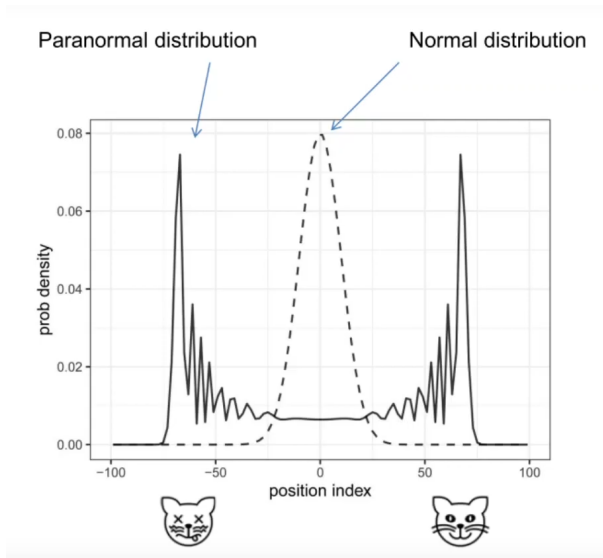 Paranormal distribution
Normal distribution
0.08
0.06
0.04
0.02
0.00
prob density
−100
−50
0
50
100
position index